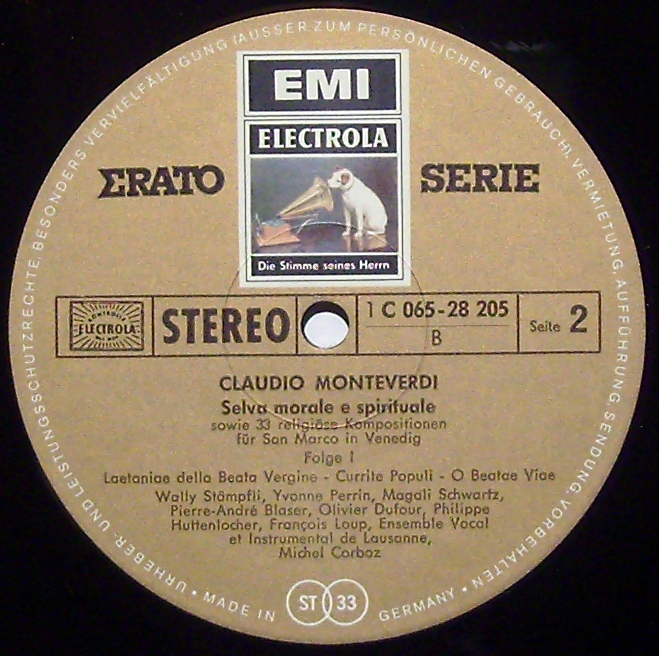 URHEBER- UND LEISTUNGSSCHUTZRECHTE, BESONDERS VERVIELFÄLTIGUNG (AUSSER ZUM PERSÖNLICHEN GEBRAUCH), VERMIETUNG, AUFFÜHRUNG, SENDUNG, VORBEHALTEN
EMI
ELECTROLA
ERATO SERIE
Die Stimme seines Herrn
ELECTROLA
STEREO
1 C 065-28 205
B
Seite 2
CLAUDIO MONTEVERDI
Selva morale e spirituale
sowie 33 religiöse Kompositionen
für San Marco in Venedig
Folge I
Laetaniae della Beata Vergine - Currite Populi - O Beatae Viae
Wally Stämpfli, Yvonne Perrin, Magali Schwartz,
Pierre-André Blaser, Olivier Dufour, Philippe
Huttenlocher, François Loup, Ensemble Vocal
et Instrumental de Lausanne,
Michel Corboz
• MADE IN GERMANY •
ST 33